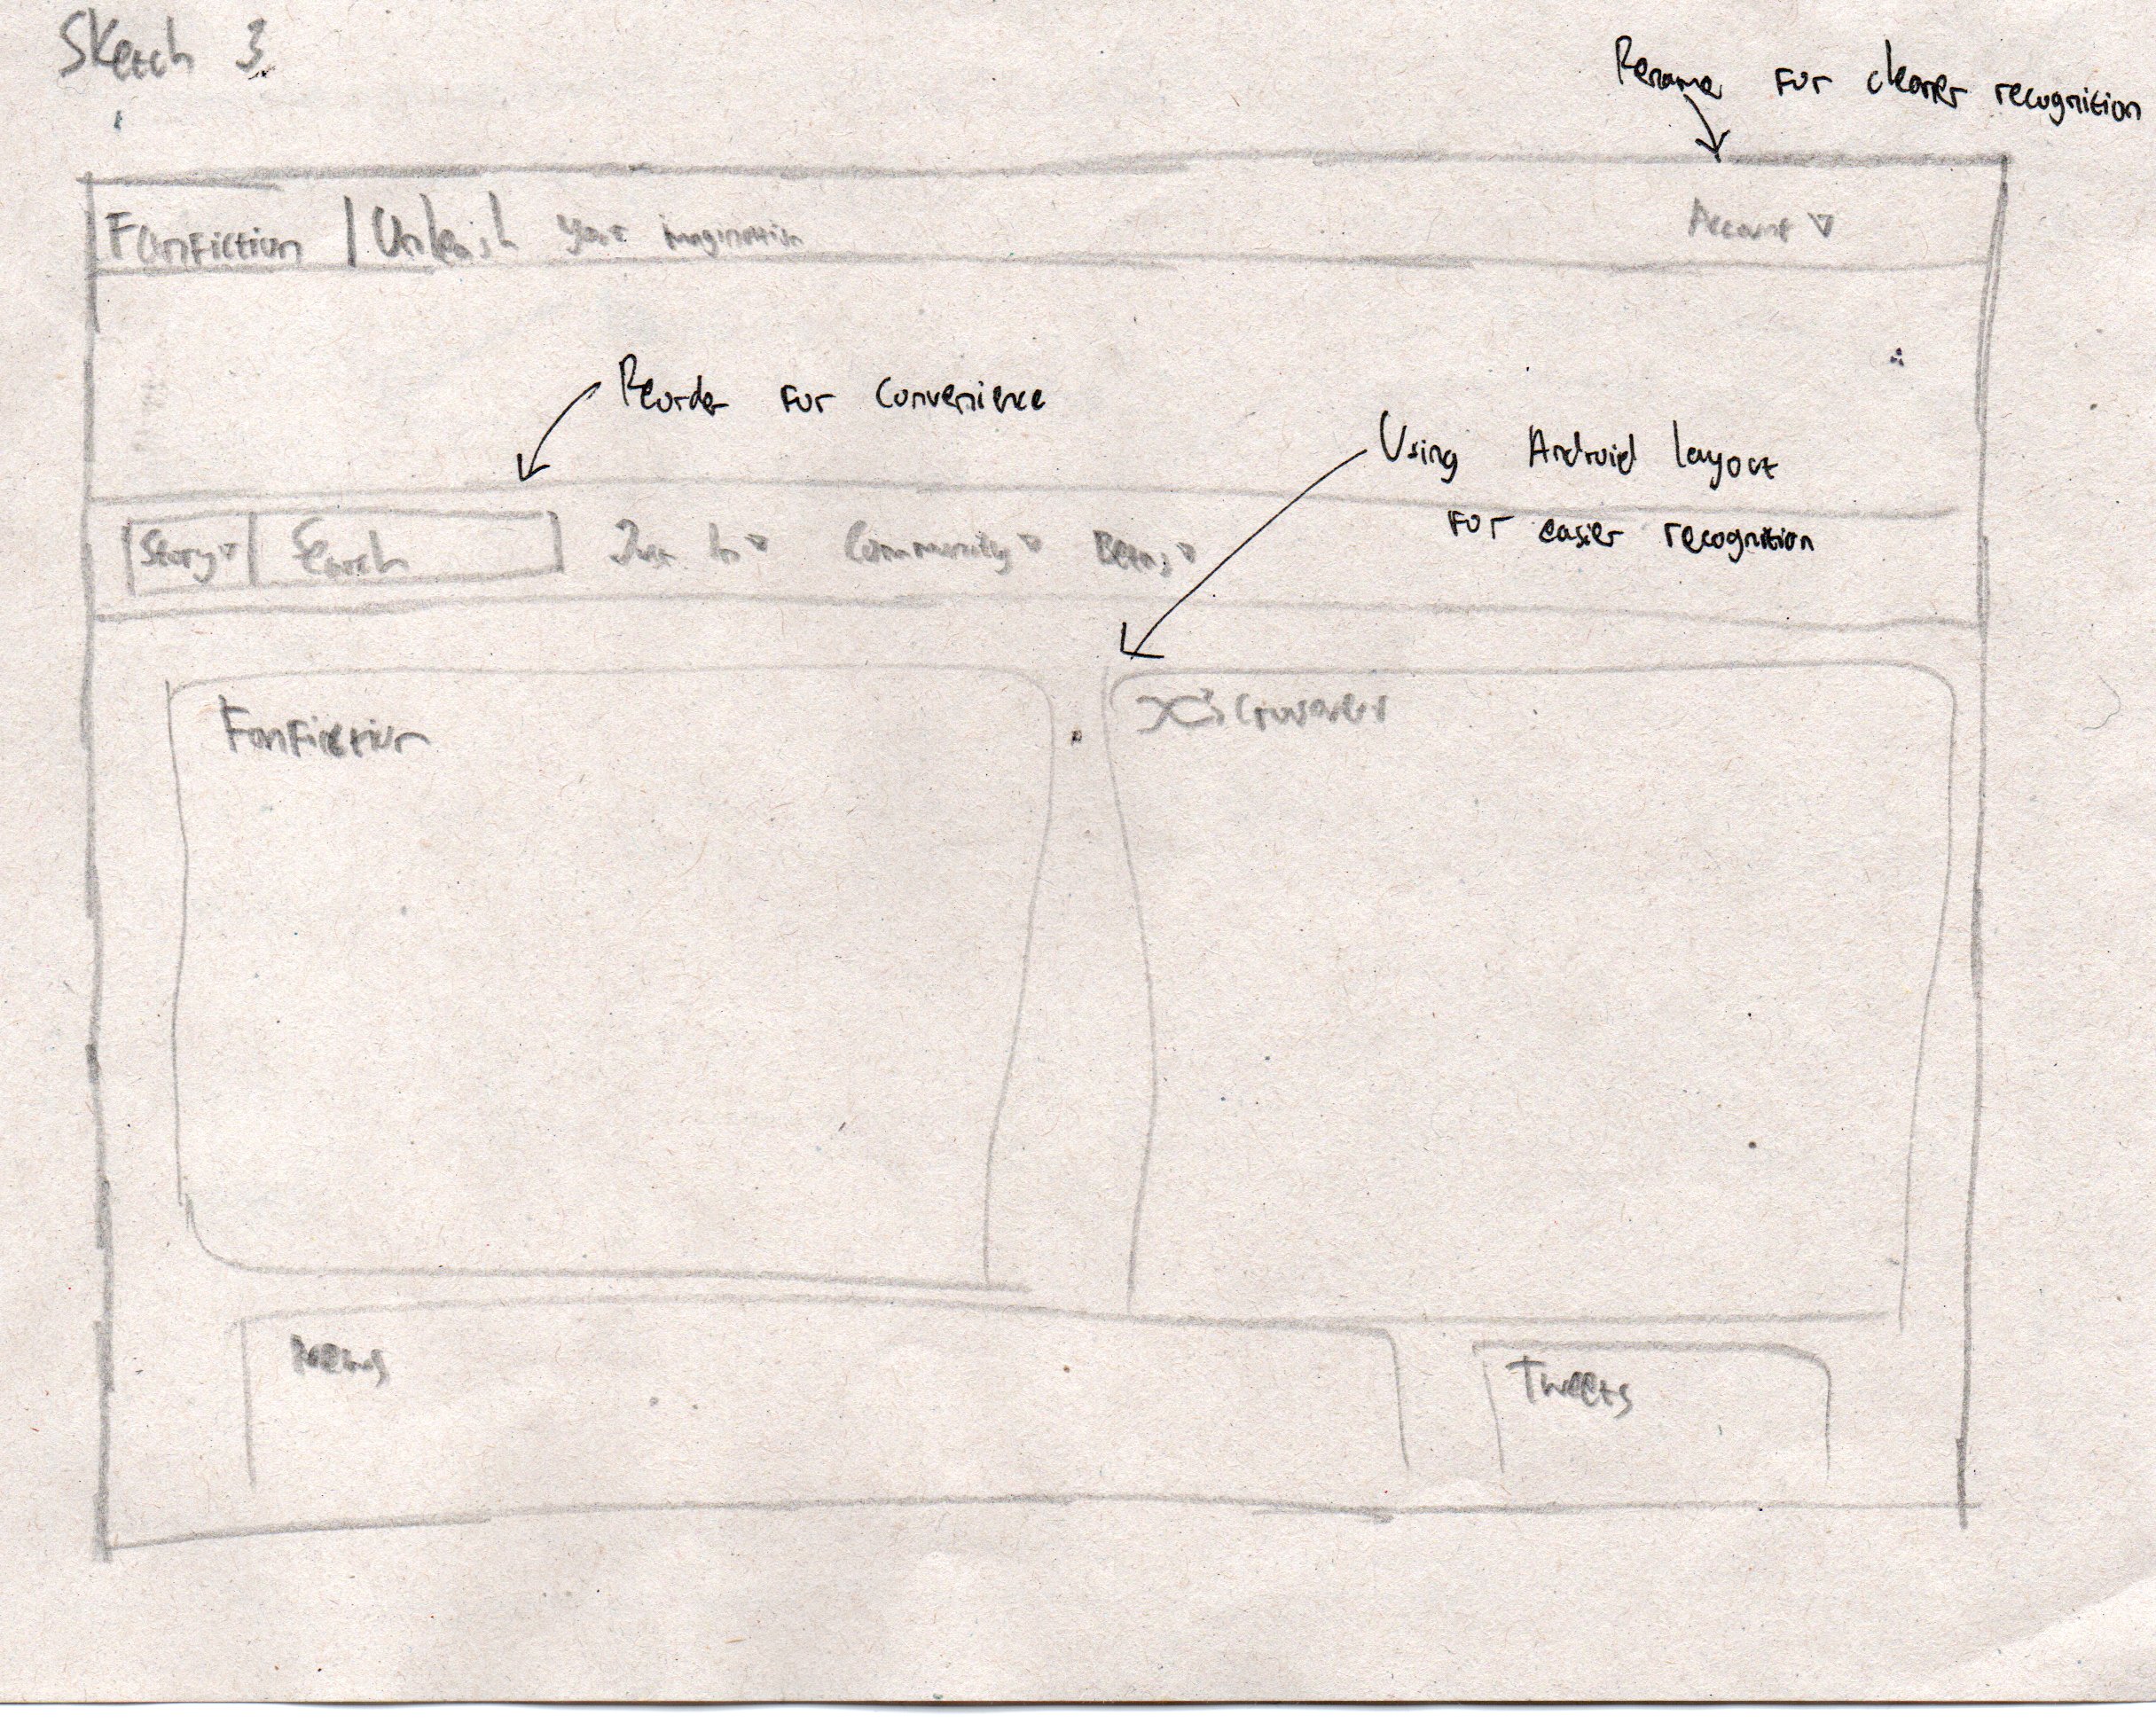 Sketch 3
Rename for clearer recognition
Fanfiction | Unleash your imagination
Account ▽
Reorder for convenience
Using Android layout
for easier recognition
Story ▽ Search Just In ▽ Community ▽ Betas ▽
Fanfiction
Crossovers
News
Tweets